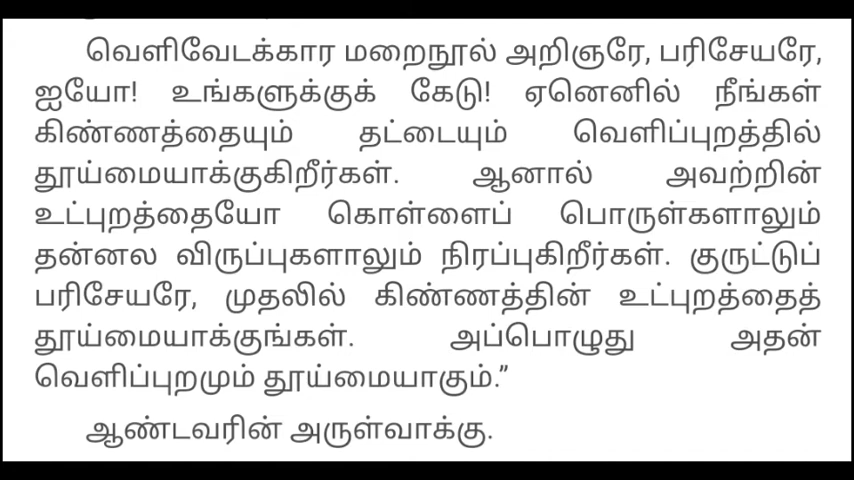 வெளிவேடக்கார மறைநூல் அறிஞரே, பரிசேயரே,
ஐயோ! உங்களுக்குக் கேடு! ஏனெனில் நீங்கள்
கிண்ணத்தையும் தட்டையும் வெளிப்புறத்தில்
தூய்மையாக்குகிறீர்கள். ஆனால் அவற்றின்
உட்புறத்தையோ கொள்ளைப் பொருள்களாலும்
தன்னல விருப்புகளாலும் நிரப்புகிறீர்கள். குருட்டுப்
பரிசேயரே, முதலில் கிண்ணத்தின் உட்புறத்தைத்
தூய்மையாக்குங்கள். அப்பொழுது அதன்
வெளிப்புறமும் தூய்மையாகும்.”
ஆண்டவரின் அருள்வாக்கு.